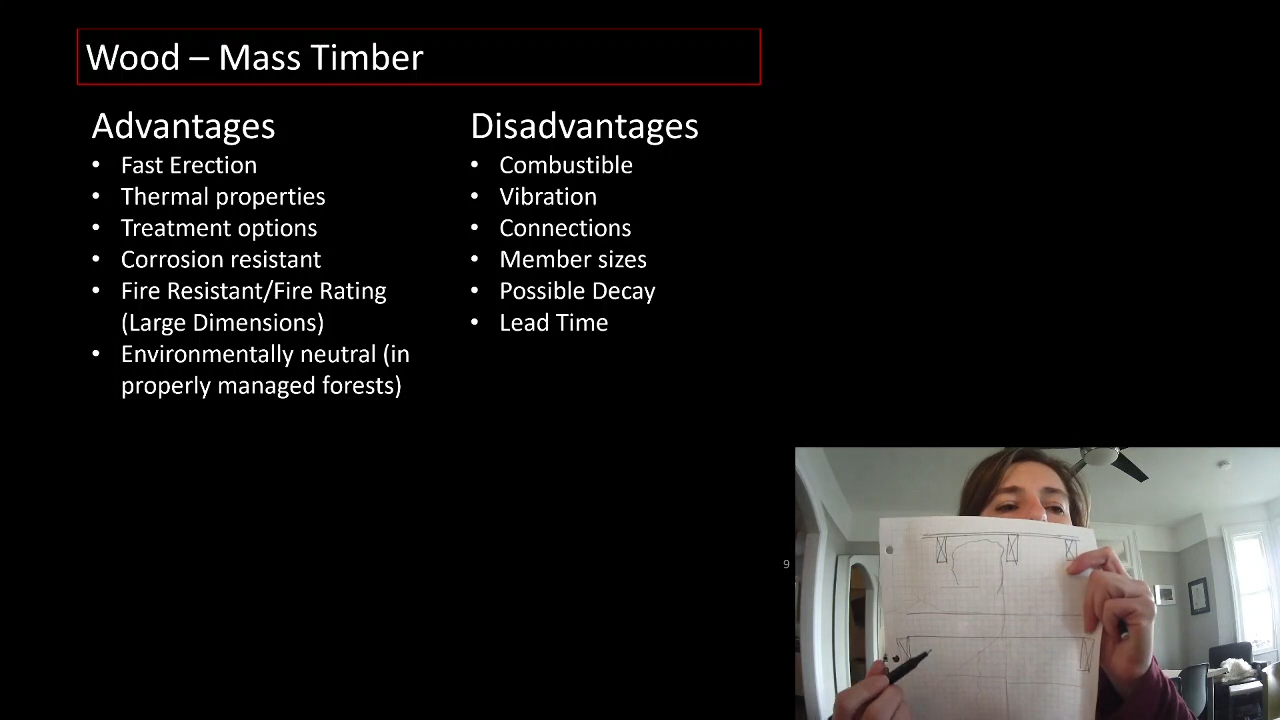 Wood – Mass Timber
Advantages
• Fast Erection
• Thermal properties
• Treatment options
• Corrosion resistant
• Fire Resistant/Fire Rating
(Large Dimensions)
• Environmentally neutral (in
properly managed forests)
Disadvantages
• Combustible
• Vibration
• Connections
• Member sizes
• Possible Decay
• Lead Time
9